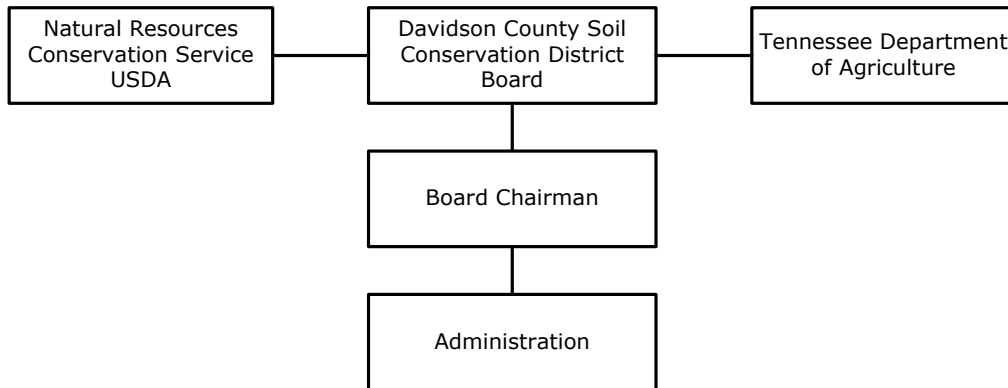 Natural Resources
Conservation Service
USDA
Davidson County Soil
Conservation District
Board
Tennessee Department
of Agriculture
Board Chairman
Administration